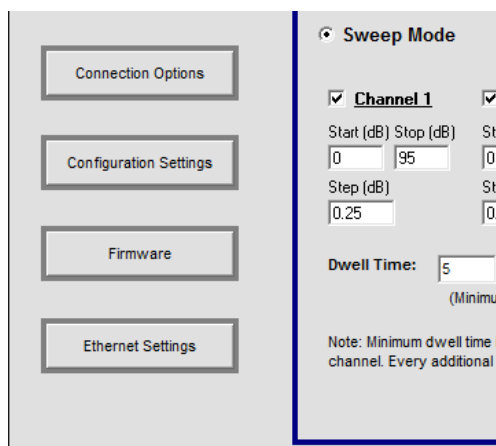 Sweep Mode
Connection Options
Channel 1
Start (dB) Stop (dB)
0 95
Configuration Settings
Step (dB)
0.25
Firmware
Dwell Time: 5
Ethernet Settings
Note: Minimum dwell time
channel. Every additional